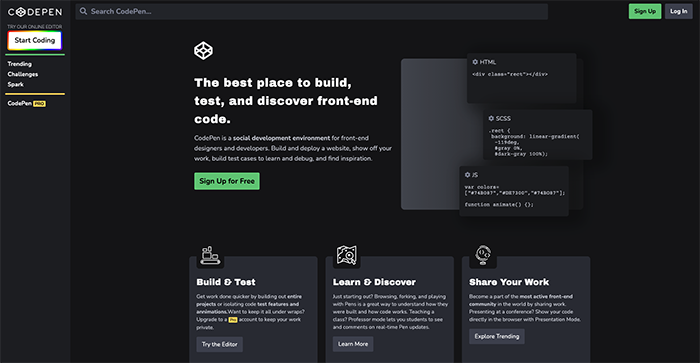 CODEPEN
TRY OUR ONLINE EDITOR
Start Coding
Trending
Challenges
Spark
CodePen PRO
Search CodePen...
Sign Up
Log In
The best place to build,
test, and discover front-end
code.
CodePen is a social development environment for front-end
designers and developers. Build and deploy a website, show off your
work, build test cases to learn and debug, and find inspiration.
Sign Up for Free
HTML
<div class="rect"></div>
SCSS
.rect {
background: linear-gradient(
-119deg,
$gray 0%,
$dark-gray 100%);
JS
var colors=
["#74B087","#DE7300","#74B087"];
function animate() {};
Build & Test
Get work done quickly by building out entire
projects or isolating code test features and
annimations.Want to keep it all under wraps?
Upgrade to a PRO account to keep your work
private.
Try the Editor
Learn & Discover
Just starting out? Browsing, forking, and playing
with Pens is a great way to understand how they
were built and how code works. Teaching a
class? Professor mode lets you students to see
and comments on real-time Pen updates.
Learn More
Share Your Work
Become a part of the most active front-end
community in the world by sharing work.
Presenting at a conference? Show your code
directly in the browser with Presentation Mode.
Explore Trending